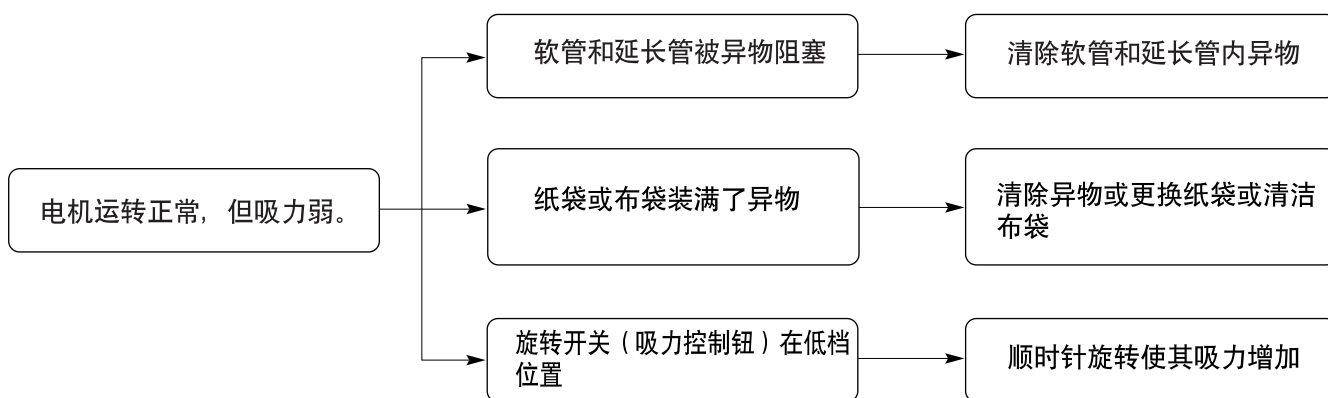 软管和延长管被异物阻塞
清除软管和延长管内异物
电机运转正常，但吸力弱。
纸袋或布袋装满了异物
清除异物或更换纸袋或清洁
布袋
旋转开关（吸力控制钮）在低档
位置
顺时针旋转使其吸力增加